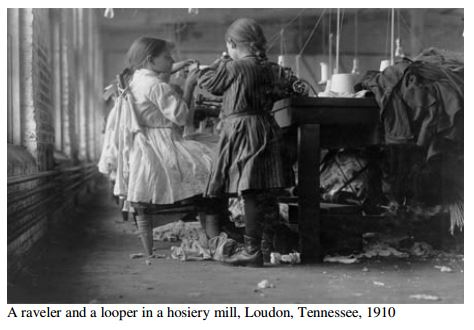 A raveler and a looper in a hosiery mill, Loudon, Tennessee, 1910